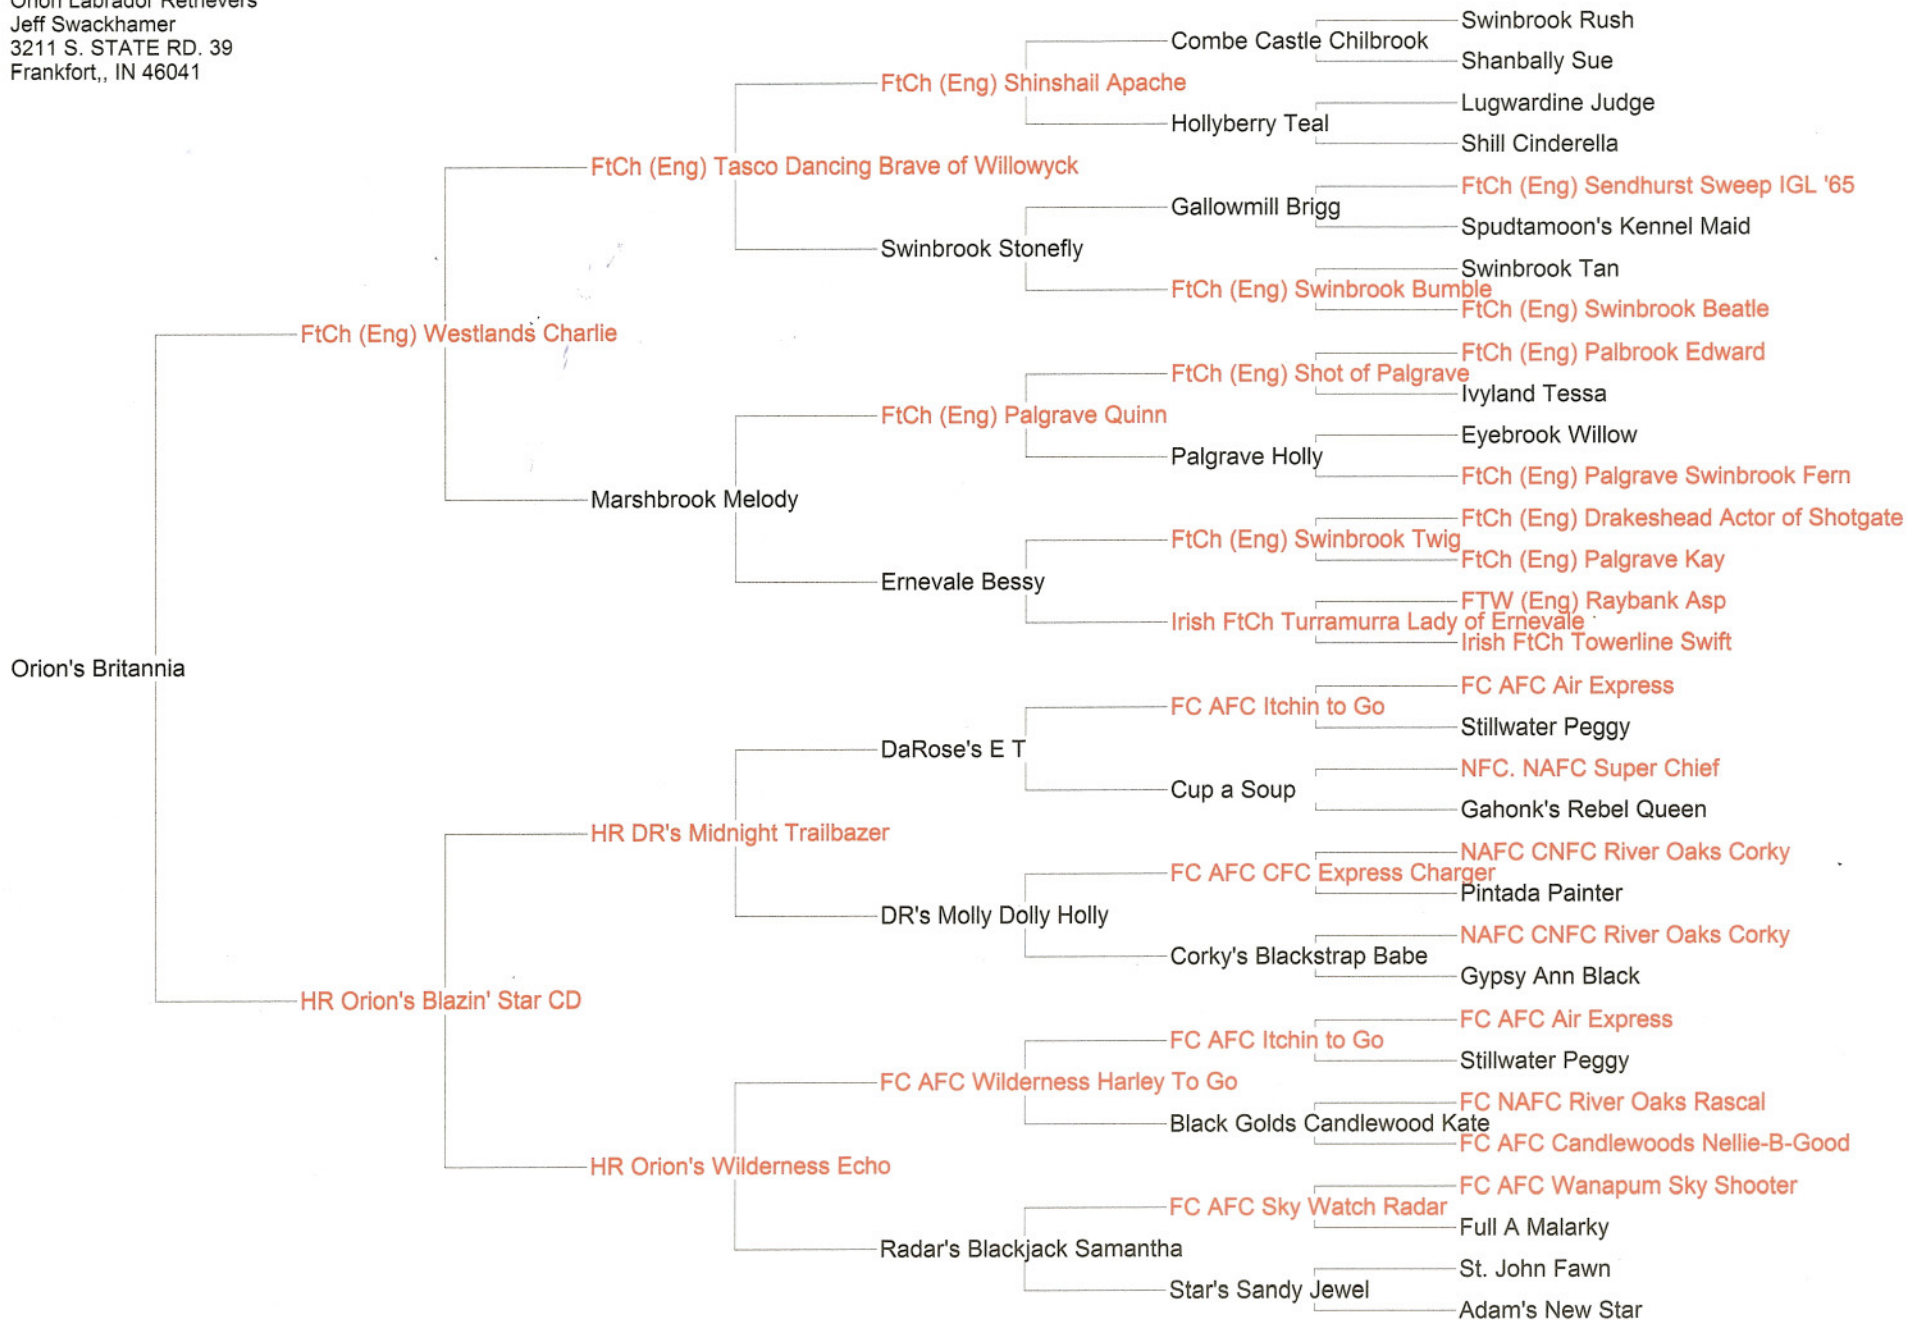 Orion Labrador Retrievers
Jeff Swackhamer
3211 S. STATE RD. 39
Frankfort,, IN 46041
Swinbrook Rush
Combe Castle Chilbrook
Shanbally Sue
FtCh (Eng) Shinshail Apache
Lugwardine Judge
Hollyberry Teal
Shill Cinderella
FtCh (Eng) Tasco Dancing Brave of Willowyck
FtCh (Eng) Sendhurst Sweep IGL '65
Gallowmill Brigg
Spudtamoon's Kennel Maid
Swinbrook Stonefly
Swinbrook Tan
FtCh (Eng) Swinbrook Bumble
FtCh (Eng) Swinbrook Beatle
FtCh (Eng) Westlands Charlie
FtCh (Eng) Palbrook Edward
FtCh (Eng) Shot of Palgrave
Ivyland Tessa
FtCh (Eng) Palgrave Quinn
Eyebrook Willow
Palgrave Holly
FtCh (Eng) Palgrave Swinbrook Fern
Marshbrook Melody
FtCh (Eng) Drakeshead Actor of Shotgate
FtCh (Eng) Swinbrook Twig
FtCh (Eng) Palgrave Kay
Ernevale Bessy
FTW (Eng) Raybank Asp
Irish FtCh Turramurra Lady of Ernevale
Irish FtCh Towerline Swift
Orion's Britannia
FC AFC Air Express
FC AFC Itchin to Go
Stillwater Peggy
DaRose's E T
NFC. NAFC Super Chief
Cup a Soup
Gahonk's Rebel Queen
HR DR's Midnight Trailbazer
NAFC CNFC River Oaks Corky
FC AFC CFC Express Charger
Pintada Painter
DR's Molly Dolly Holly
NAFC CNFC River Oaks Corky
Corky's Blackstrap Babe
Gypsy Ann Black
HR Orion's Blazin' Star CD
FC AFC Air Express
FC AFC Itchin to Go
Stillwater Peggy
FC AFC Wilderness Harley To Go
FC NAFC River Oaks Rascal
Black Golds Candlewood Kate
FC AFC Candlewoods Nellie-B-Good
HR Orion's Wilderness Echo
FC AFC Wanapum Sky Shooter
FC AFC Sky Watch Radar
Full A Malarky
Radar's Blackjack Samantha
St. John Fawn
Star's Sandy Jewel
Adam's New Star